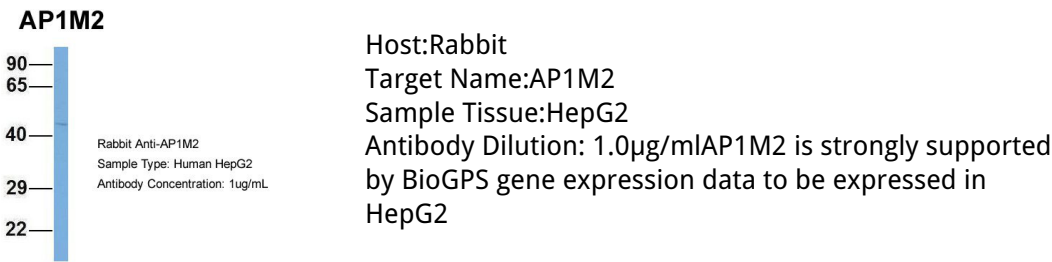 AP1M2
90
65
40
29
22
Rabbit Anti-AP1M2
Sample Type: Human HepG2
Antibody Concentration: 1ug/mL
Host:Rabbit
Target Name:AP1M2
Sample Tissue:HepG2
Antibody Dilution: 1.0μg/mlAP1M2 is strongly supported
by BioGPS gene expression data to be expressed in
HepG2